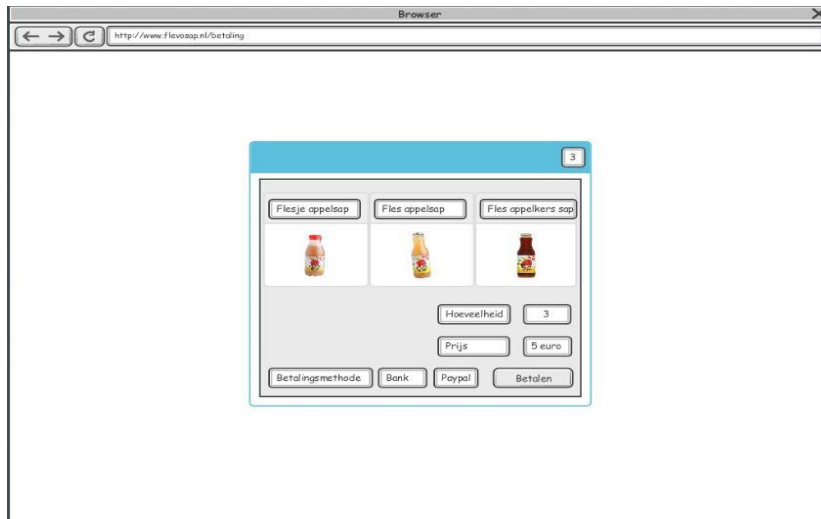 Browser
http://www.flevosap.nl/betaling
3
Flesje appelsap
Fles appelsap
Fles appelkers sap
Hoeveelheid
3
Prijs
5 euro
Betalingsmethode
Bank
Paypal
Betalen